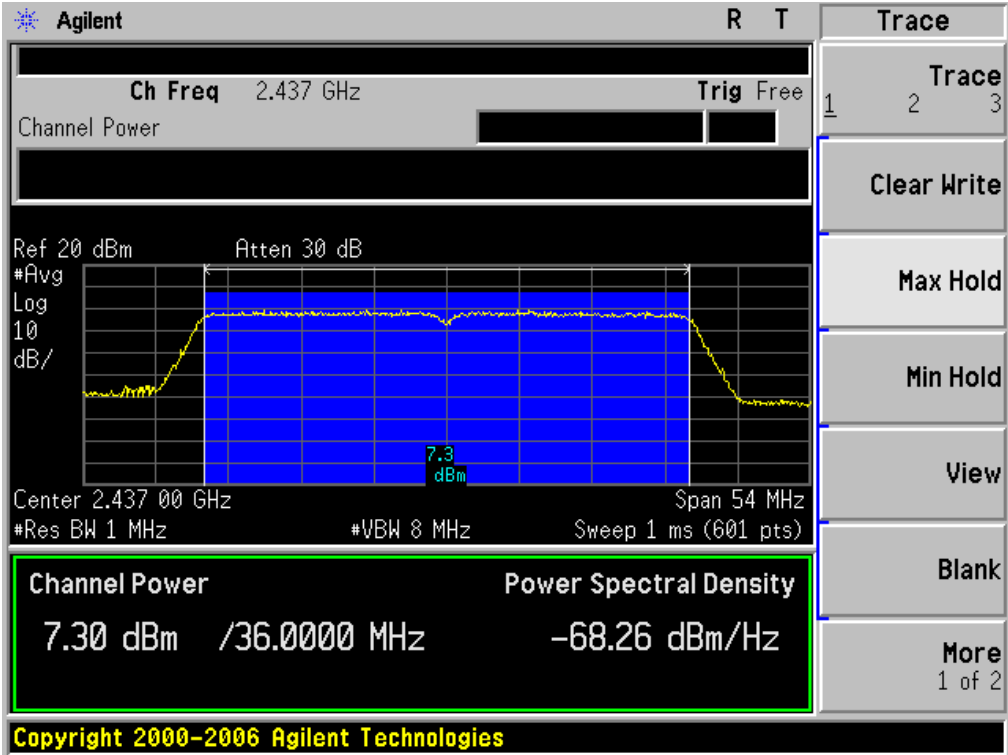 Agilent R T
Ch Freq 2.437 GHz Trig Free
Channel Power
Ref 20 dBm Atten 30 dB
#Avg
Log
10
dB/
7.3
dBm
Center 2.437 00 GHz Span 54 MHz
#Res BW 1 MHz #VBW 8 MHz Sweep 1 ms (601 pts)
Channel Power Power Spectral Density
7.30 dBm /36.0000 MHz -68.26 dBm/Hz
Copyright 2000-2006 Agilent Technologies
Trace
Trace
1 2 3
Clear Write
Max Hold
Min Hold
View
Blank
More
1 of 2